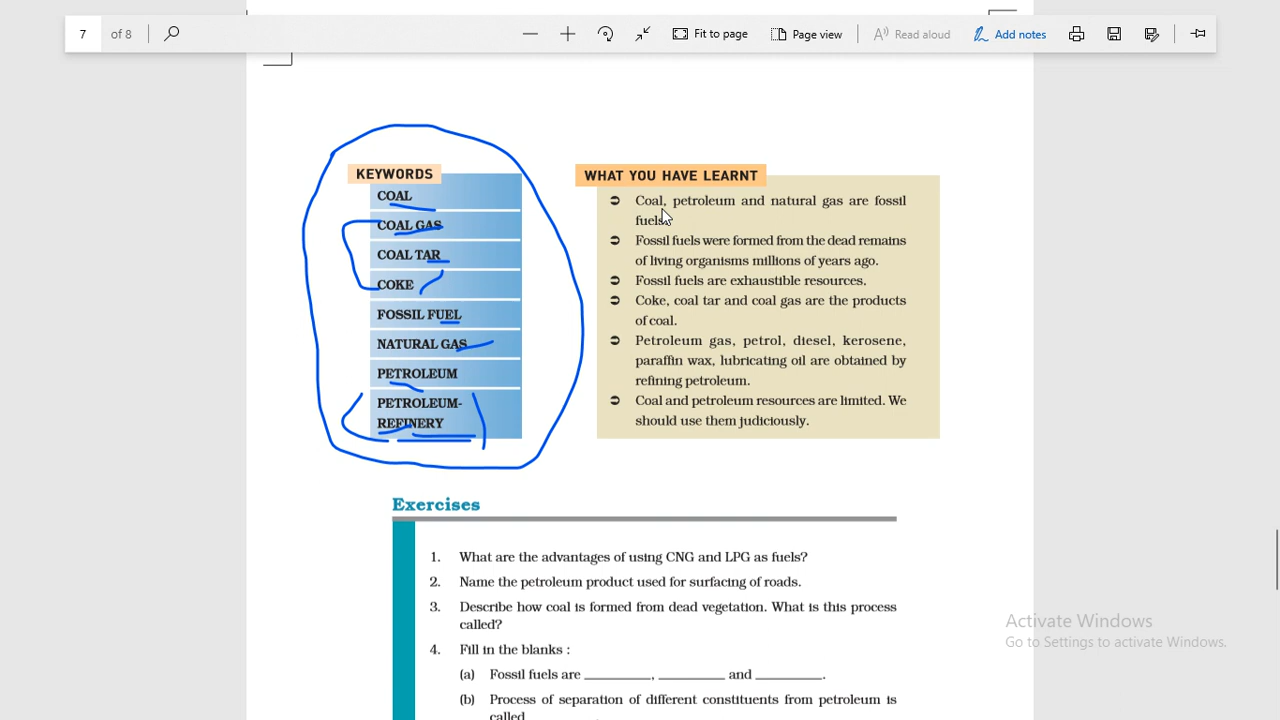 7 of 8
Fit to page
Page view
Read aloud
Add notes
KEYWORDS
COAL
COAL GAS
COAL TAR
COKE
FOSSIL FUEL
NATURAL GAS
PETROLEUM
PETROLEUM-
REFINERY
WHAT YOU HAVE LEARNT
Coal, petroleum and natural gas are fossil
fuels.
Fossil fuels were formed from the dead remains
of living organisms millions of years ago.
Fossil fuels are exhaustible resources.
Coke, coal tar and coal gas are the products
of coal.
Petroleum gas, petrol, diesel, kerosene,
paraffin wax, lubricating oil are obtained by
refining petroleum.
Coal and petroleum resources are limited. We
should use them judiciously.
Exercises
1. What are the advantages of using CNG and LPG as fuels?
2. Name the petroleum product used for surfacing of roads.
3. Describe how coal is formed from dead vegetation. What is this process
called?
4. Fill in the blanks :
(a) Fossil fuels are __________, __________ and __________.
(b) Process of separation of different constituents from petroleum is
called __________.
Activate Windows
Go to Settings to activate Windows.